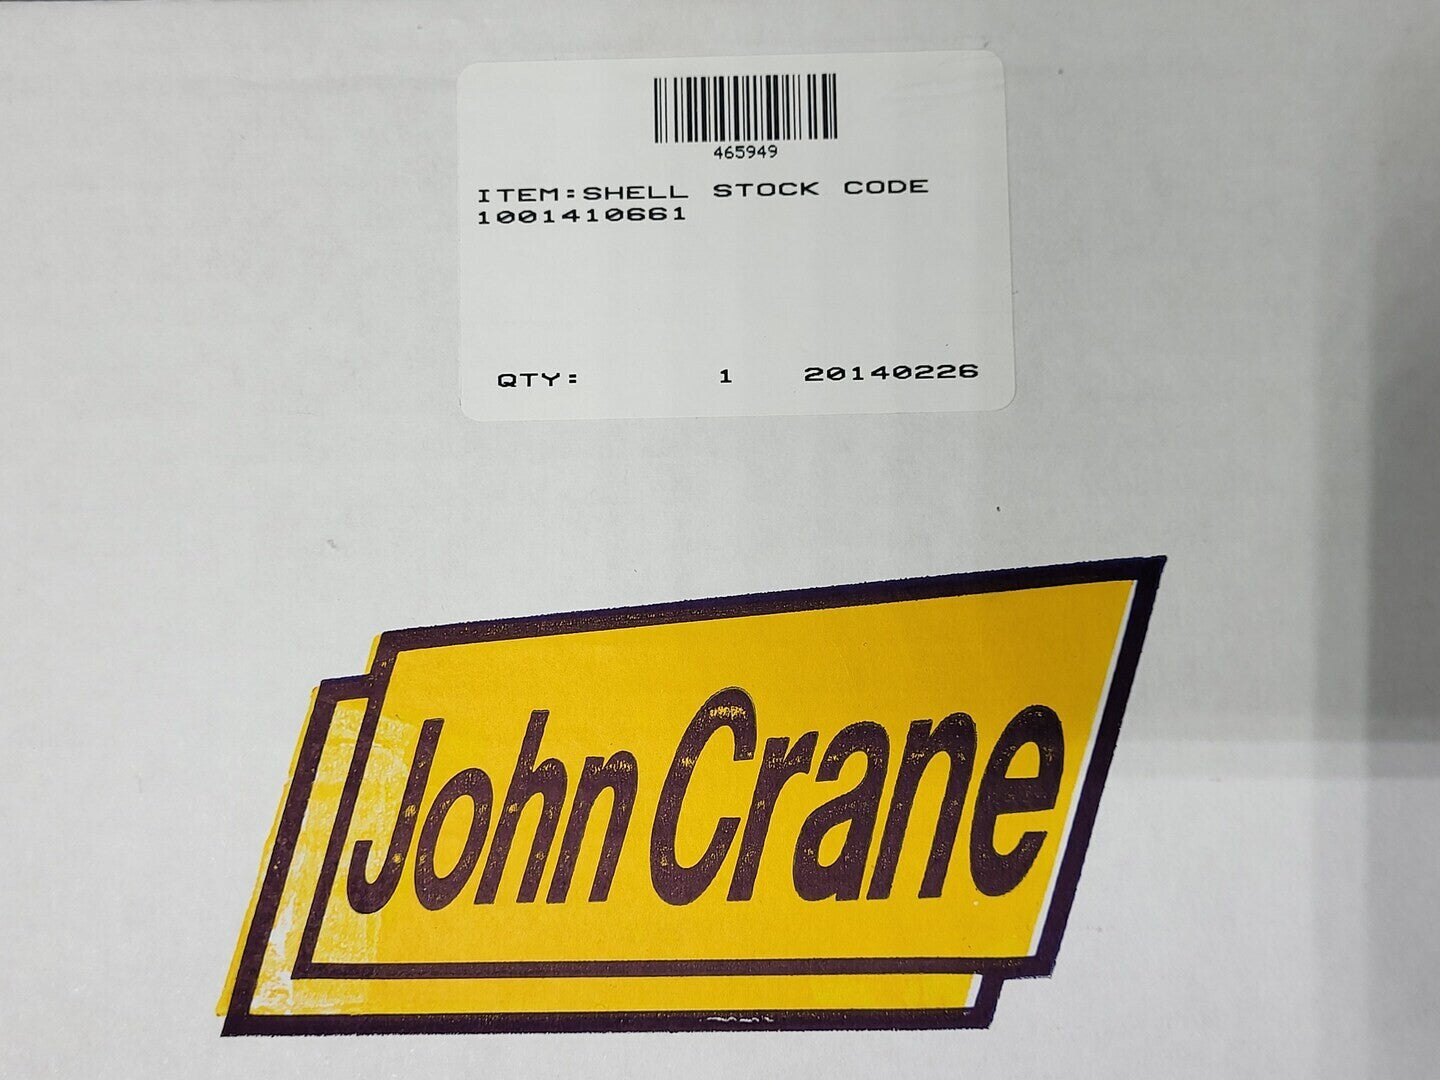 465949
ITEM:SHELL STOCK CODE
1001410661
QTY: 1 20140226
John Crane